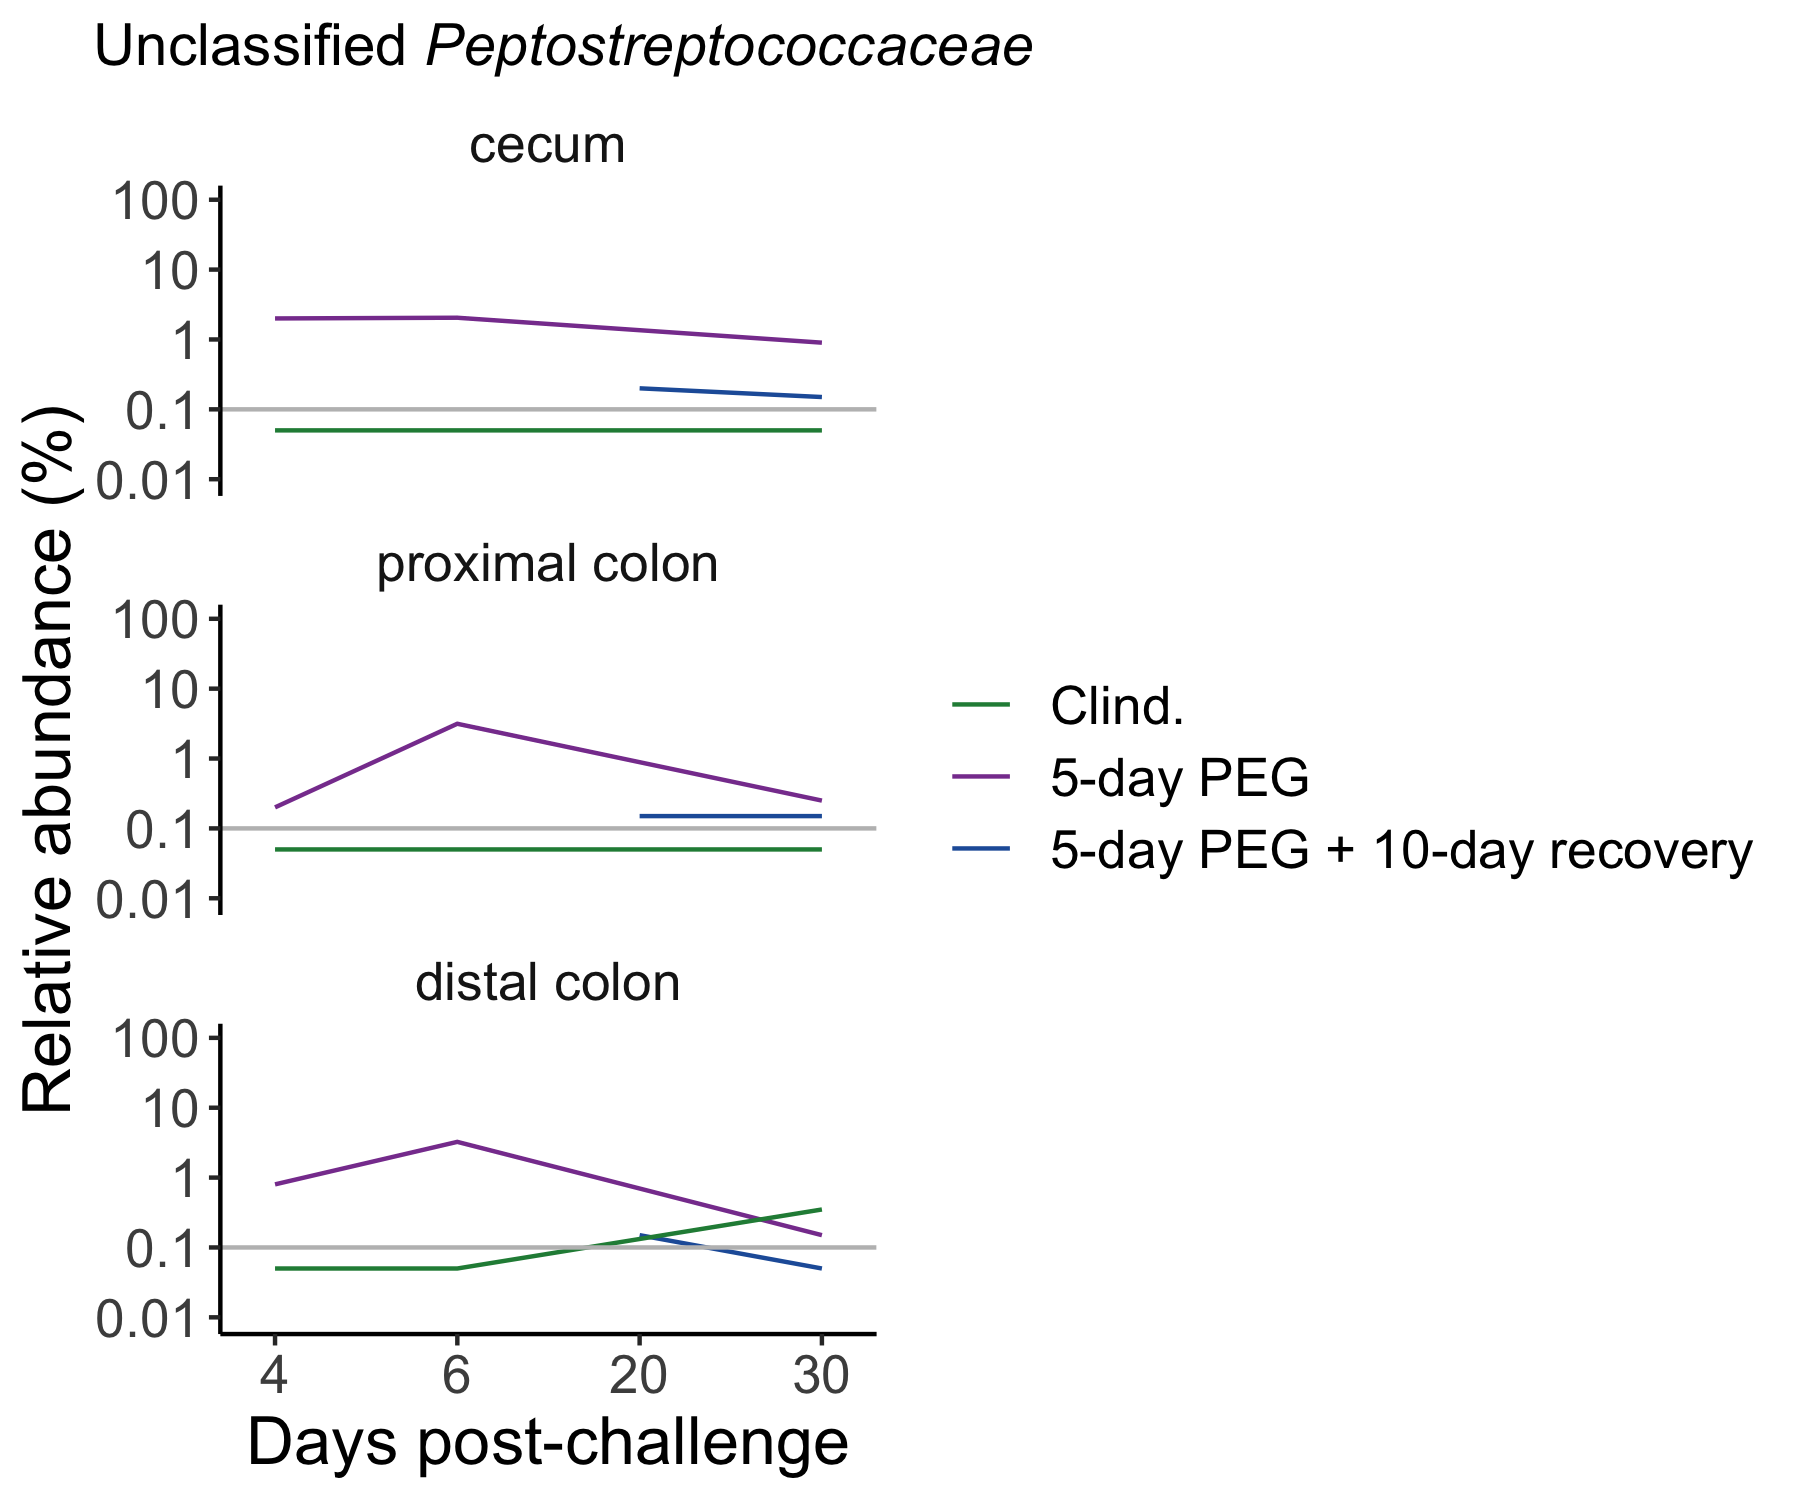 Unclassified Peptostreptococcaceae
cecum
100
10
1
0.1
0.01
proximal colon
100
10
1
0.1
0.01
distal colon
100
10
1
0.1
0.01
4 6 20 30
Days post-challenge
Relative abundance (%)
Clind.
5-day PEG
5-day PEG + 10-day recovery